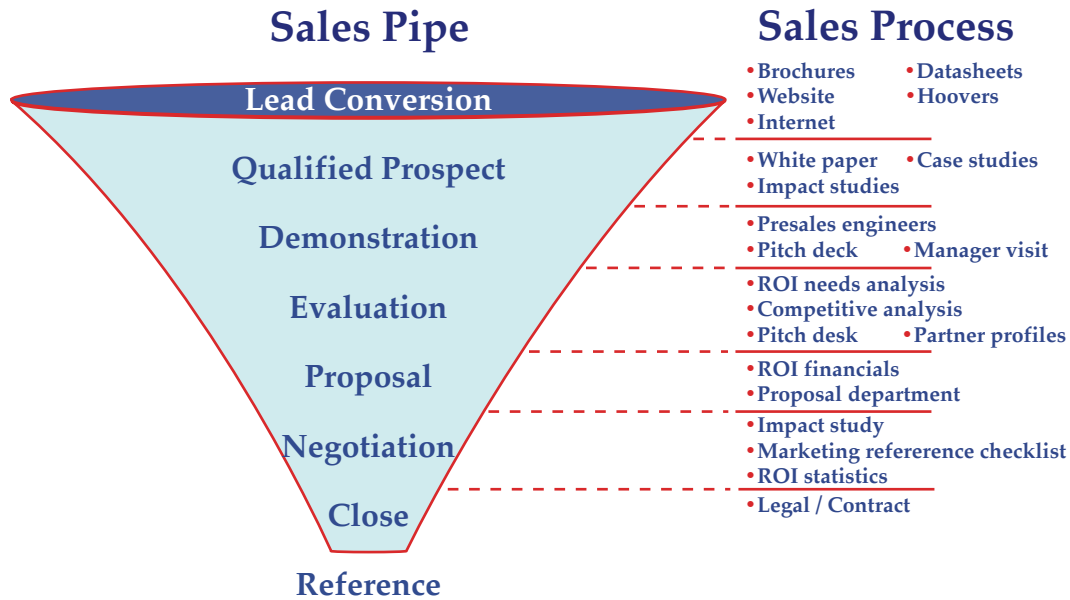 Sales Pipe
Lead Conversion
Qualified Prospect
Demonstration
Evaluation
Proposal
Negotiation
Close
Reference
Sales Process
• Brochures • Datasheets
• Website • Hoovers
• Internet
• White paper • Case studies
• Impact studies
• Presales engineers
• Pitch deck • Manager visit
• ROI needs analysis
• Competitive analysis
• Pitch desk • Partner profiles
• ROI financials
• Proposal department
• Impact study
• Marketing refererence checklist
• ROI statistics
• Legal / Contract